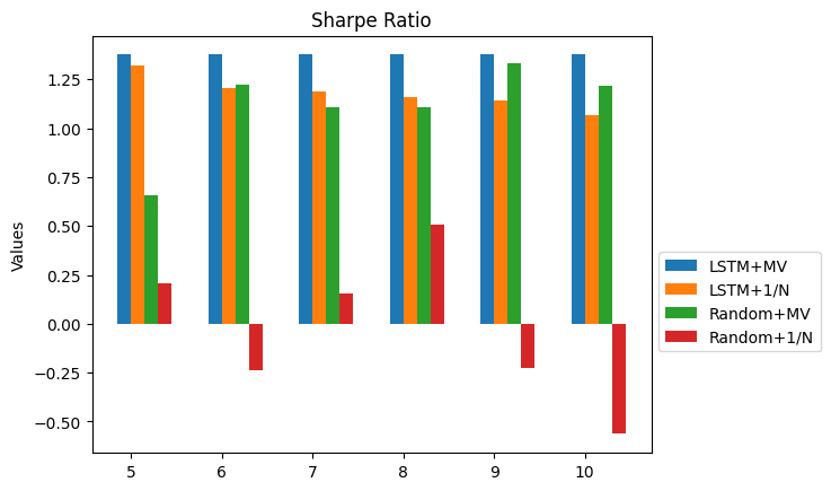 Sharpe Ratio
Values
1.25
1.00
0.75
0.50
0.25
0.00
−0.25
−0.50
5 6 7 8 9 10
LSTM+MV
LSTM+1/N
Random+MV
Random+1/N